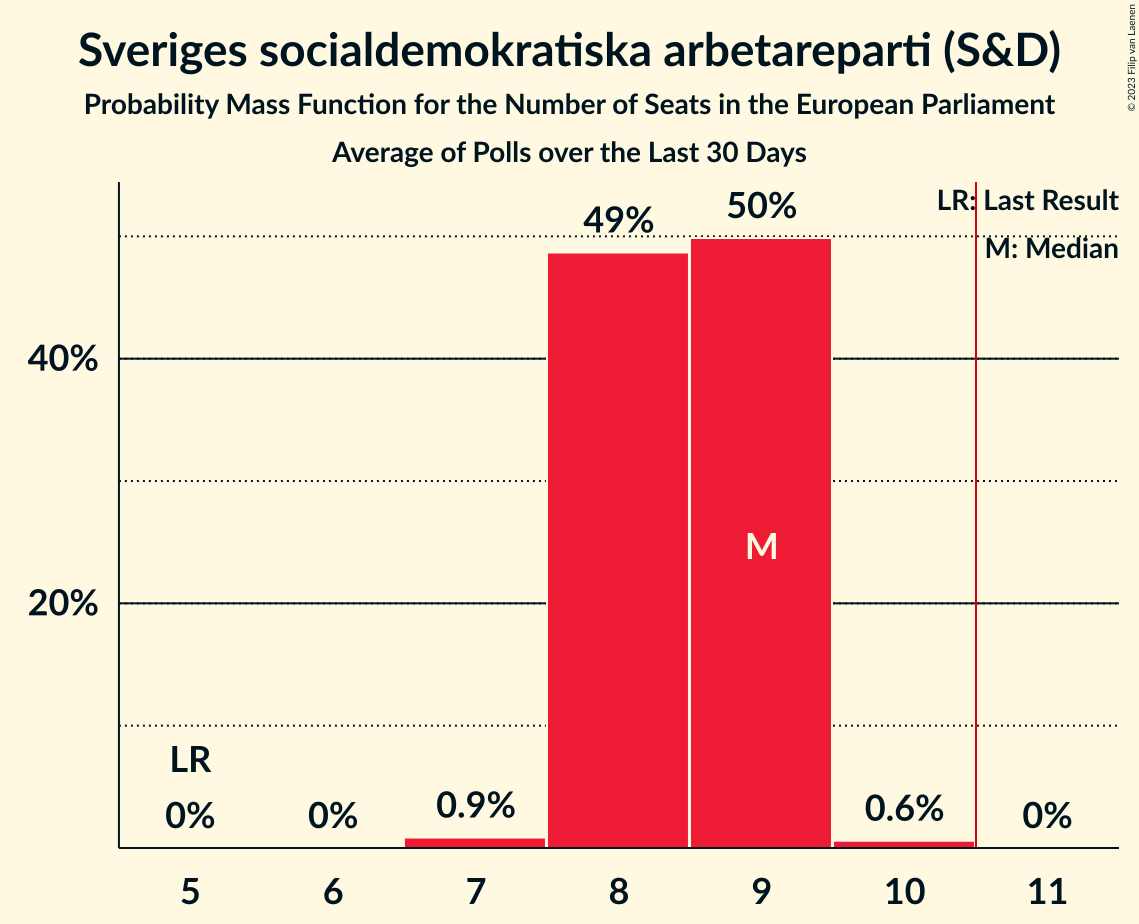 Sveriges socialdemokratiska arbetareparti (S&D)
Probability Mass Function for the Number of Seats in the European Parliament
Average of Polls over the Last 30 Days
© 2023 Filip van Laenen
LR: Last Result
M: Median
49%
50%
40%
20%
M
LR
0%
0%
0.9%
0.6%
0%
5
6
7
8
9
10
11